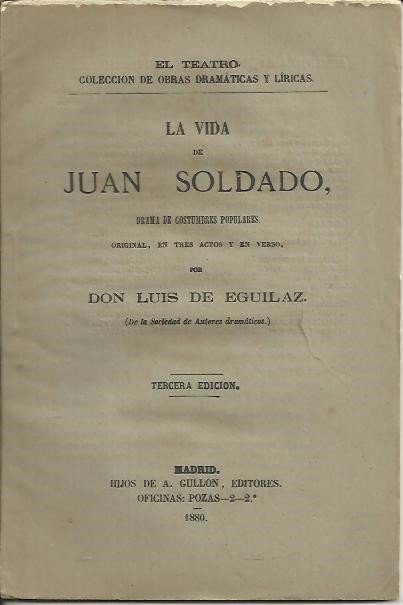 EL TEATRO.
COLECCION DE OBRAS DRAMÁTICAS Y LÍRICAS.
LA VIDA
DE
JUAN SOLDADO,
DRAMA DE COSTUMBRES POPULARES.
ORIGINAL, EN TRES ACTOS Y EN VERSO,
POR
DON LUIS DE EGUILAZ.
(De la Sociedad de Autores dramáticos.)
TERCERA EDICION.
MADRID.
HIJOS DE A. GULLON, EDITORES.
OFICINAS: POZAS—2—2.º
1880.